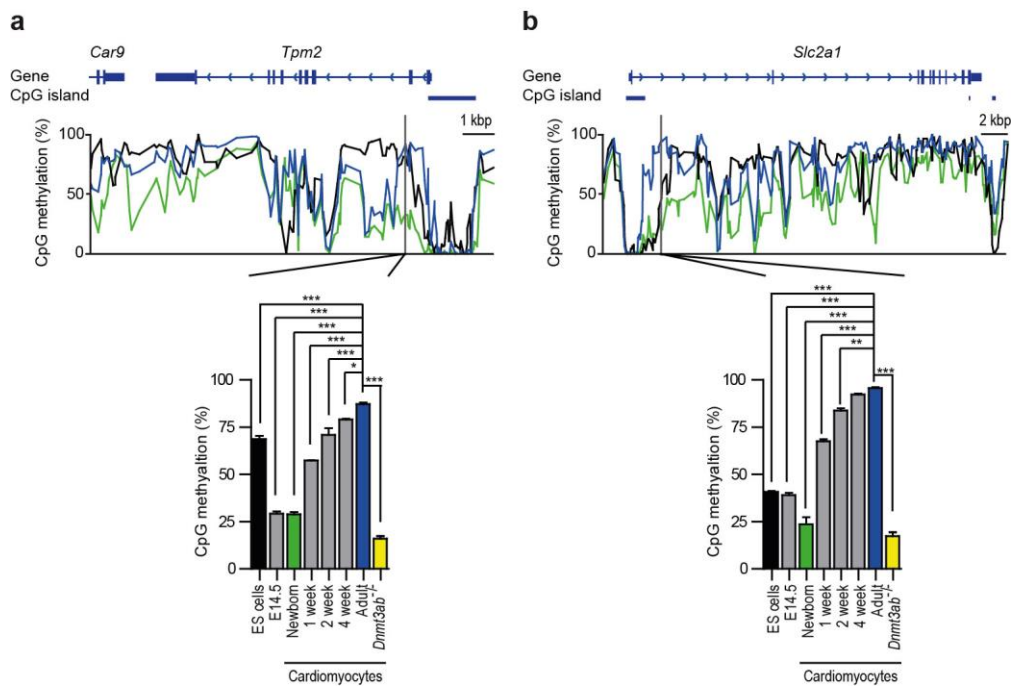 a
Car9 Tpm2
Gene
CpG island
1 kbp
CpG methylation (%)
100
50
0
***
***
***
***
***
*
***
CpG methyaltion (%)
100
75
50
25
0
ES cells
E14.5
Newborn
1 week
2 week
4 week
Adult
Dnmt3ab-/-
Cardiomyocytes
b
Slc2a1
Gene
CpG island
2 kbp
CpG methylation (%)
100
50
0
***
***
***
***
**
***
CpG methylation (%)
100
75
50
25
0
ES cells
E14.5
Newborn
1 week
2 week
4 week
Adult
Dnmt3ab-/-
Cardiomyocytes